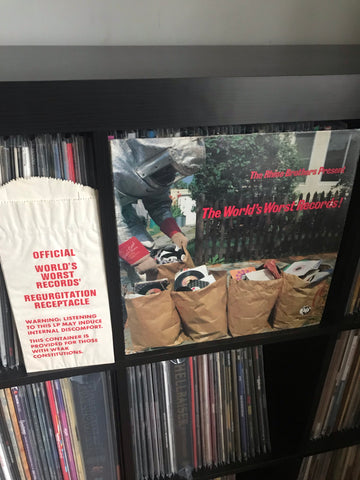 OFFICIAL
WORLD'S
WORST
RECORDS'
REGURGITATION
RECEPTACLE
WARNING: LISTENING
TO THIS LP MAY INDUCE
INTERNAL DISCOMFORT.
THIS CONTAINER IS
PROVIDED FOR THOSE
WITH WEAK
CONSTITUTIONS.
The Rhino Brothers Present
The World's Worst Records!